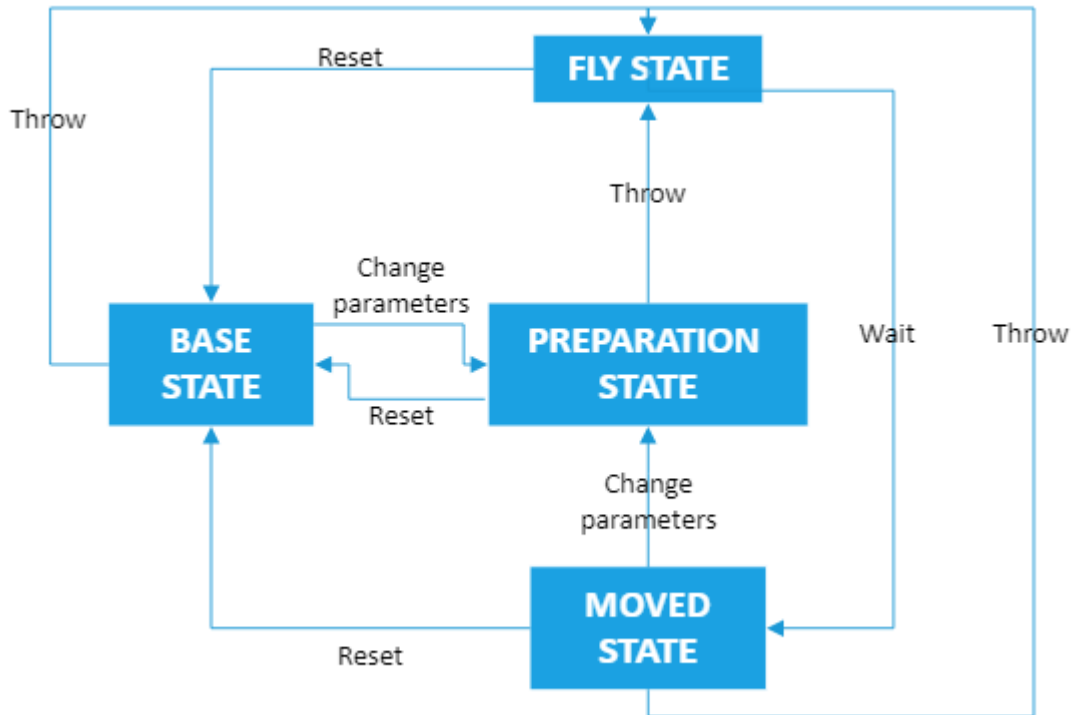 Reset
FLY STATE
Throw
Throw
Change
parameters
BASE
STATE
PREPARATION
STATE
Wait
Throw
Reset
Change
parameters
MOVED
STATE
Reset